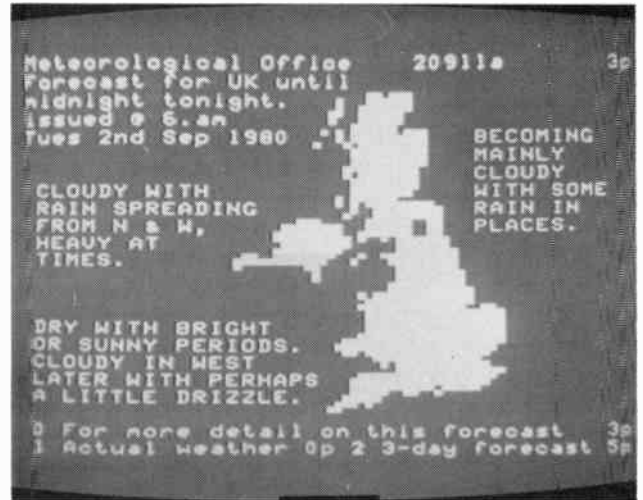 Meteorological Office 20911a 3p
Forecast for UK until
midnight tonight.
issued @ 6.am
Tues 2nd Sep 1980
BECOMING
MAINLY
CLOUDY
WITH SOME
RAIN IN
PLACES.
CLOUDY WITH
RAIN SPREADING
FROM N & W,
HEAVY AT
TIMES.
DRY WITH BRIGHT
OR SUNNY PERIODS.
CLOUDY IN WEST
LATER WITH PERHAPS
A LITTLE DRIZZLE.
0 For more detail on this forecast 3p
1 Actual weather 0p 2 3-day forecast 5p